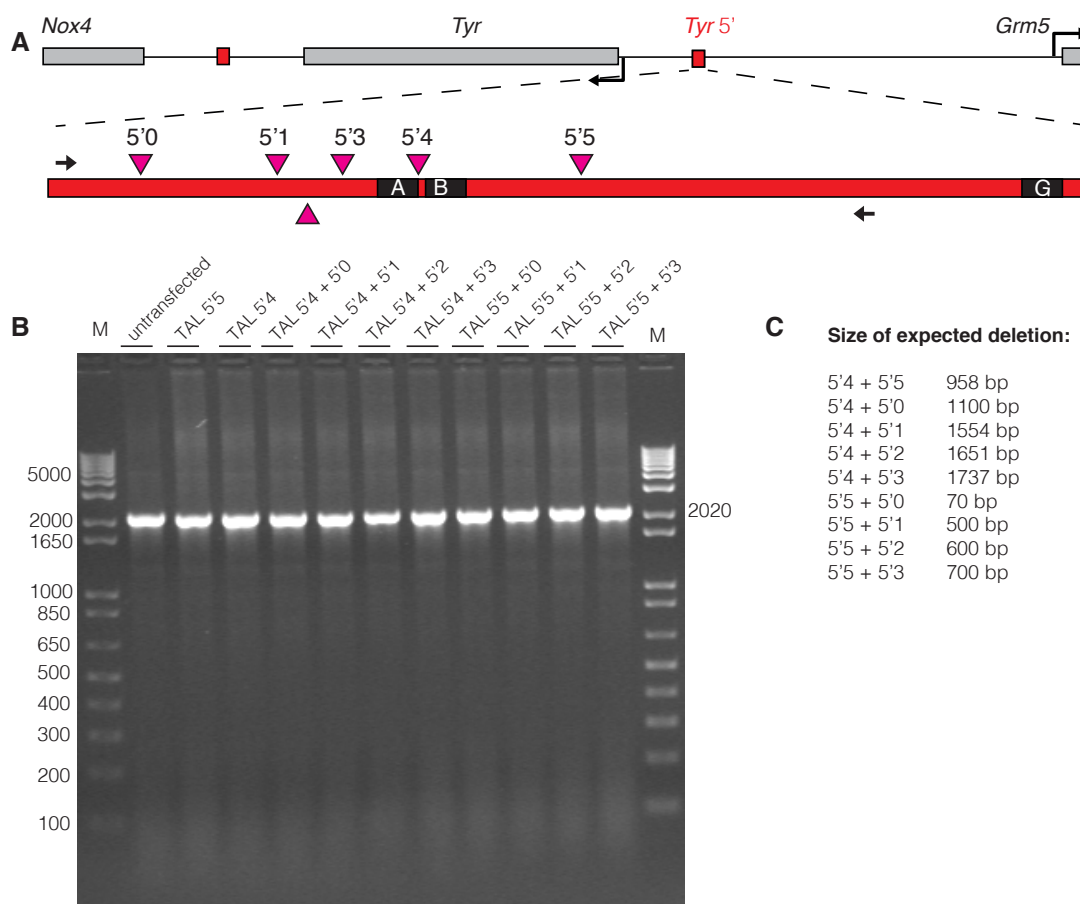 A
Nox4 Tyr Tyr 5’ Grm5
5’0 5’1 5’3 5’4 5’5
A B G
B
M untransfected TAL 5’5 TAL 5’4 TAL 5’4 + 5’0 TAL 5’4 + 5’1 TAL 5’4 + 5’2 TAL 5’4 + 5’3 TAL 5’5 + 5’0 TAL 5’5 + 5’1 TAL 5’5 + 5’2 TAL 5’5 + 5’3 M
5000
2000
1650
1000
850
650
500
400
300
200
100
2020
C
Size of expected deletion:
5’4 + 5’5 958 bp
5’4 + 5’0 1100 bp
5’4 + 5’1 1554 bp
5’4 + 5’2 1651 bp
5’4 + 5’3 1737 bp
5’5 + 5’0 70 bp
5’5 + 5’1 500 bp
5’5 + 5’2 600 bp
5’5 + 5’3 700 bp